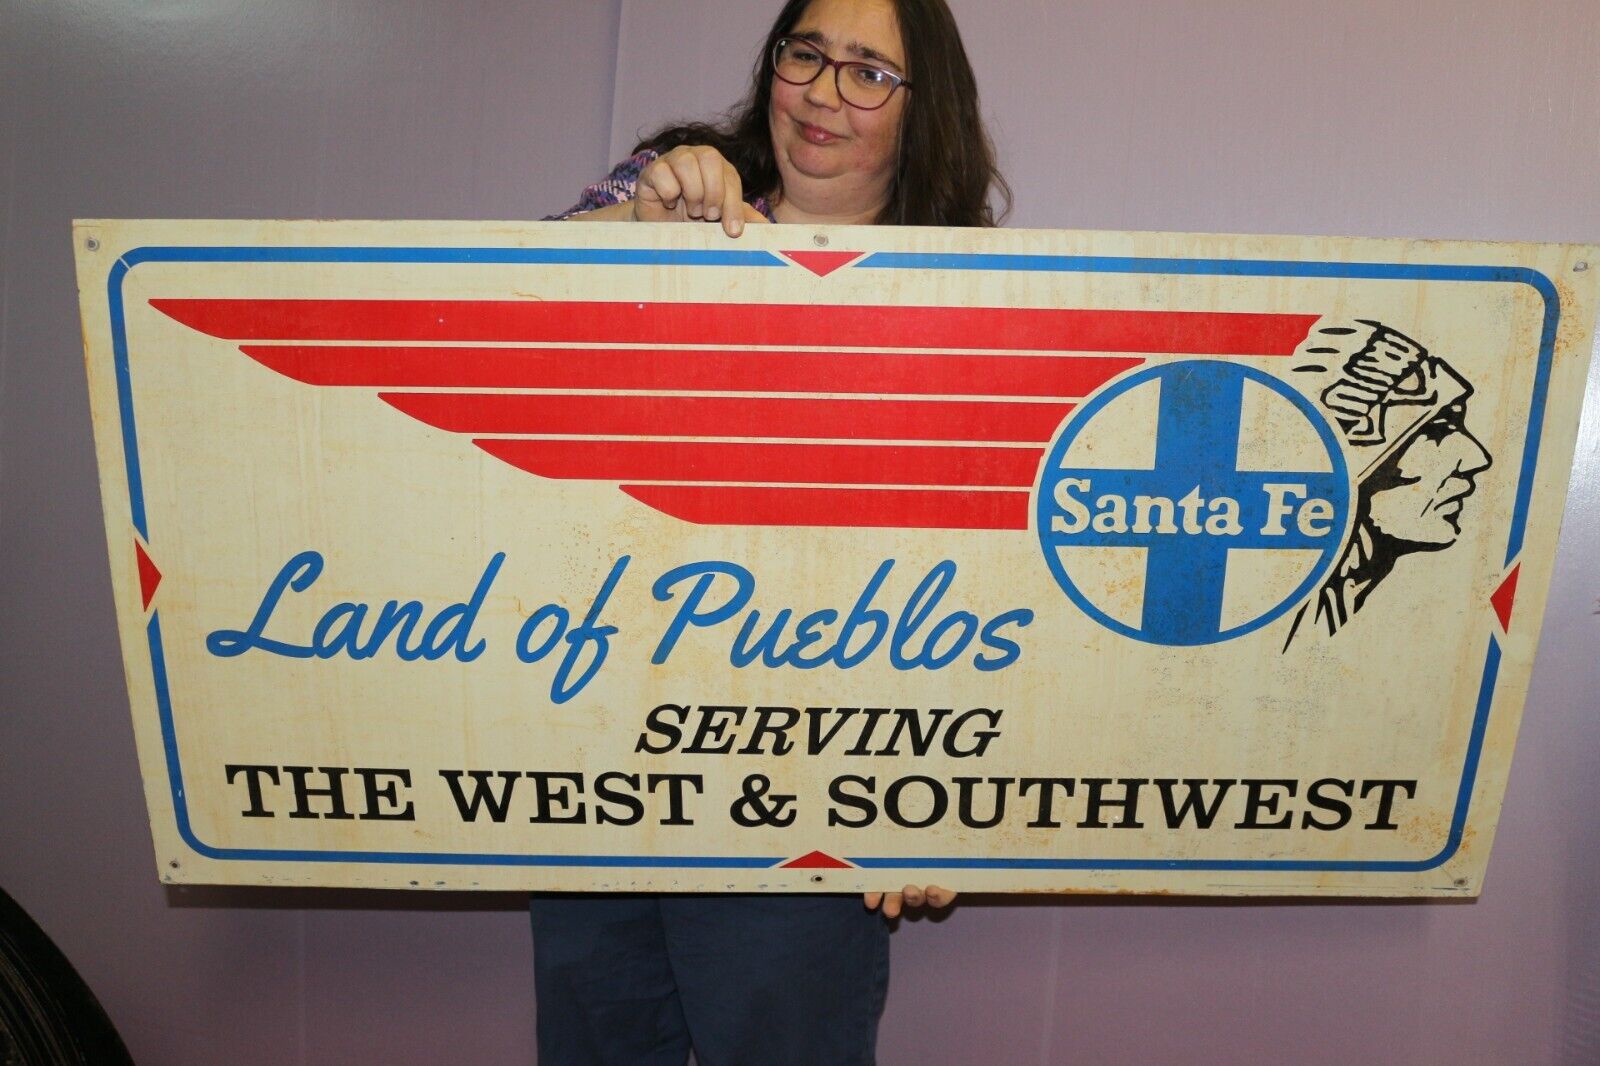 Santa Fe
Land of Pueblos
SERVING
THE WEST & SOUTHWEST